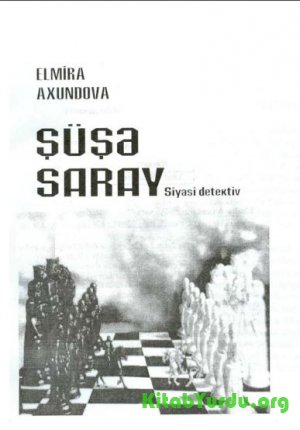 ELMİRA
AXUNDOVA
ŞÜŞƏ
SARAY
Siyasi detektiv
KitabYurdu.org